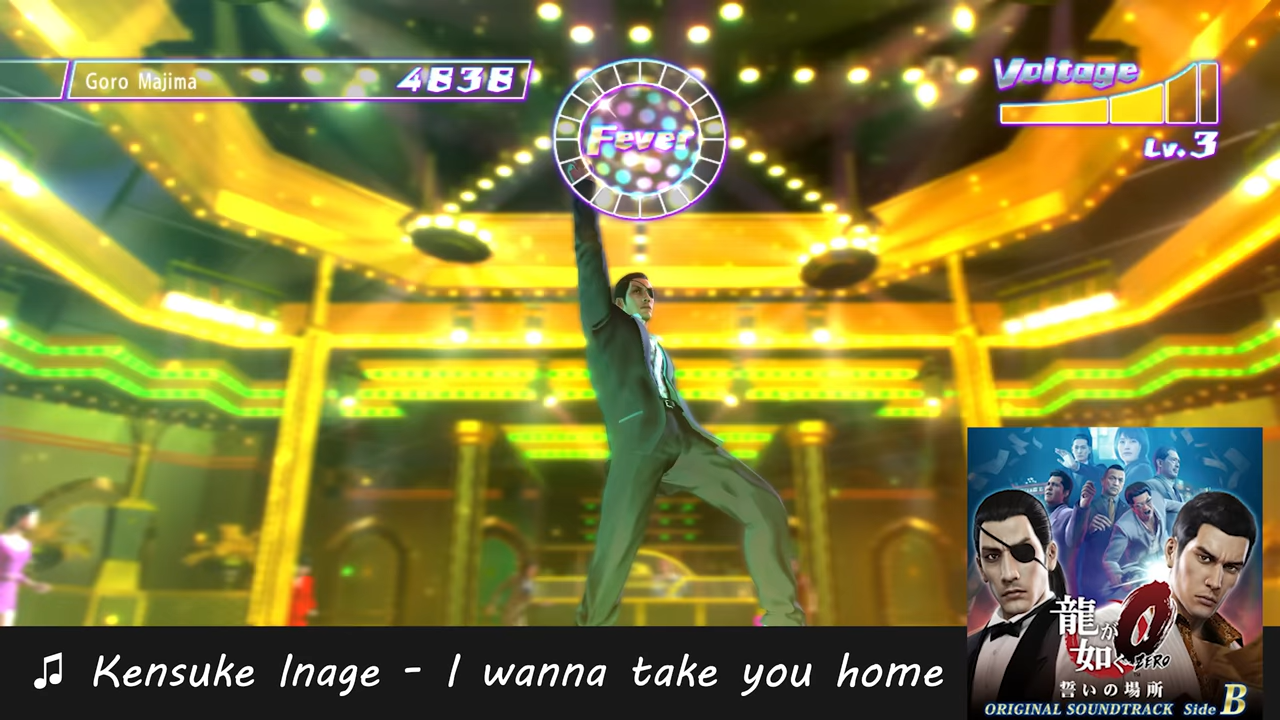 Goro Majima 4838
Fever
Voltage
Lv.3
龍が
如く0
ZERO
誓いの場所
ORIGINAL SOUNDTRACK Side B
♫ Kensuke Inage - I wanna take you home